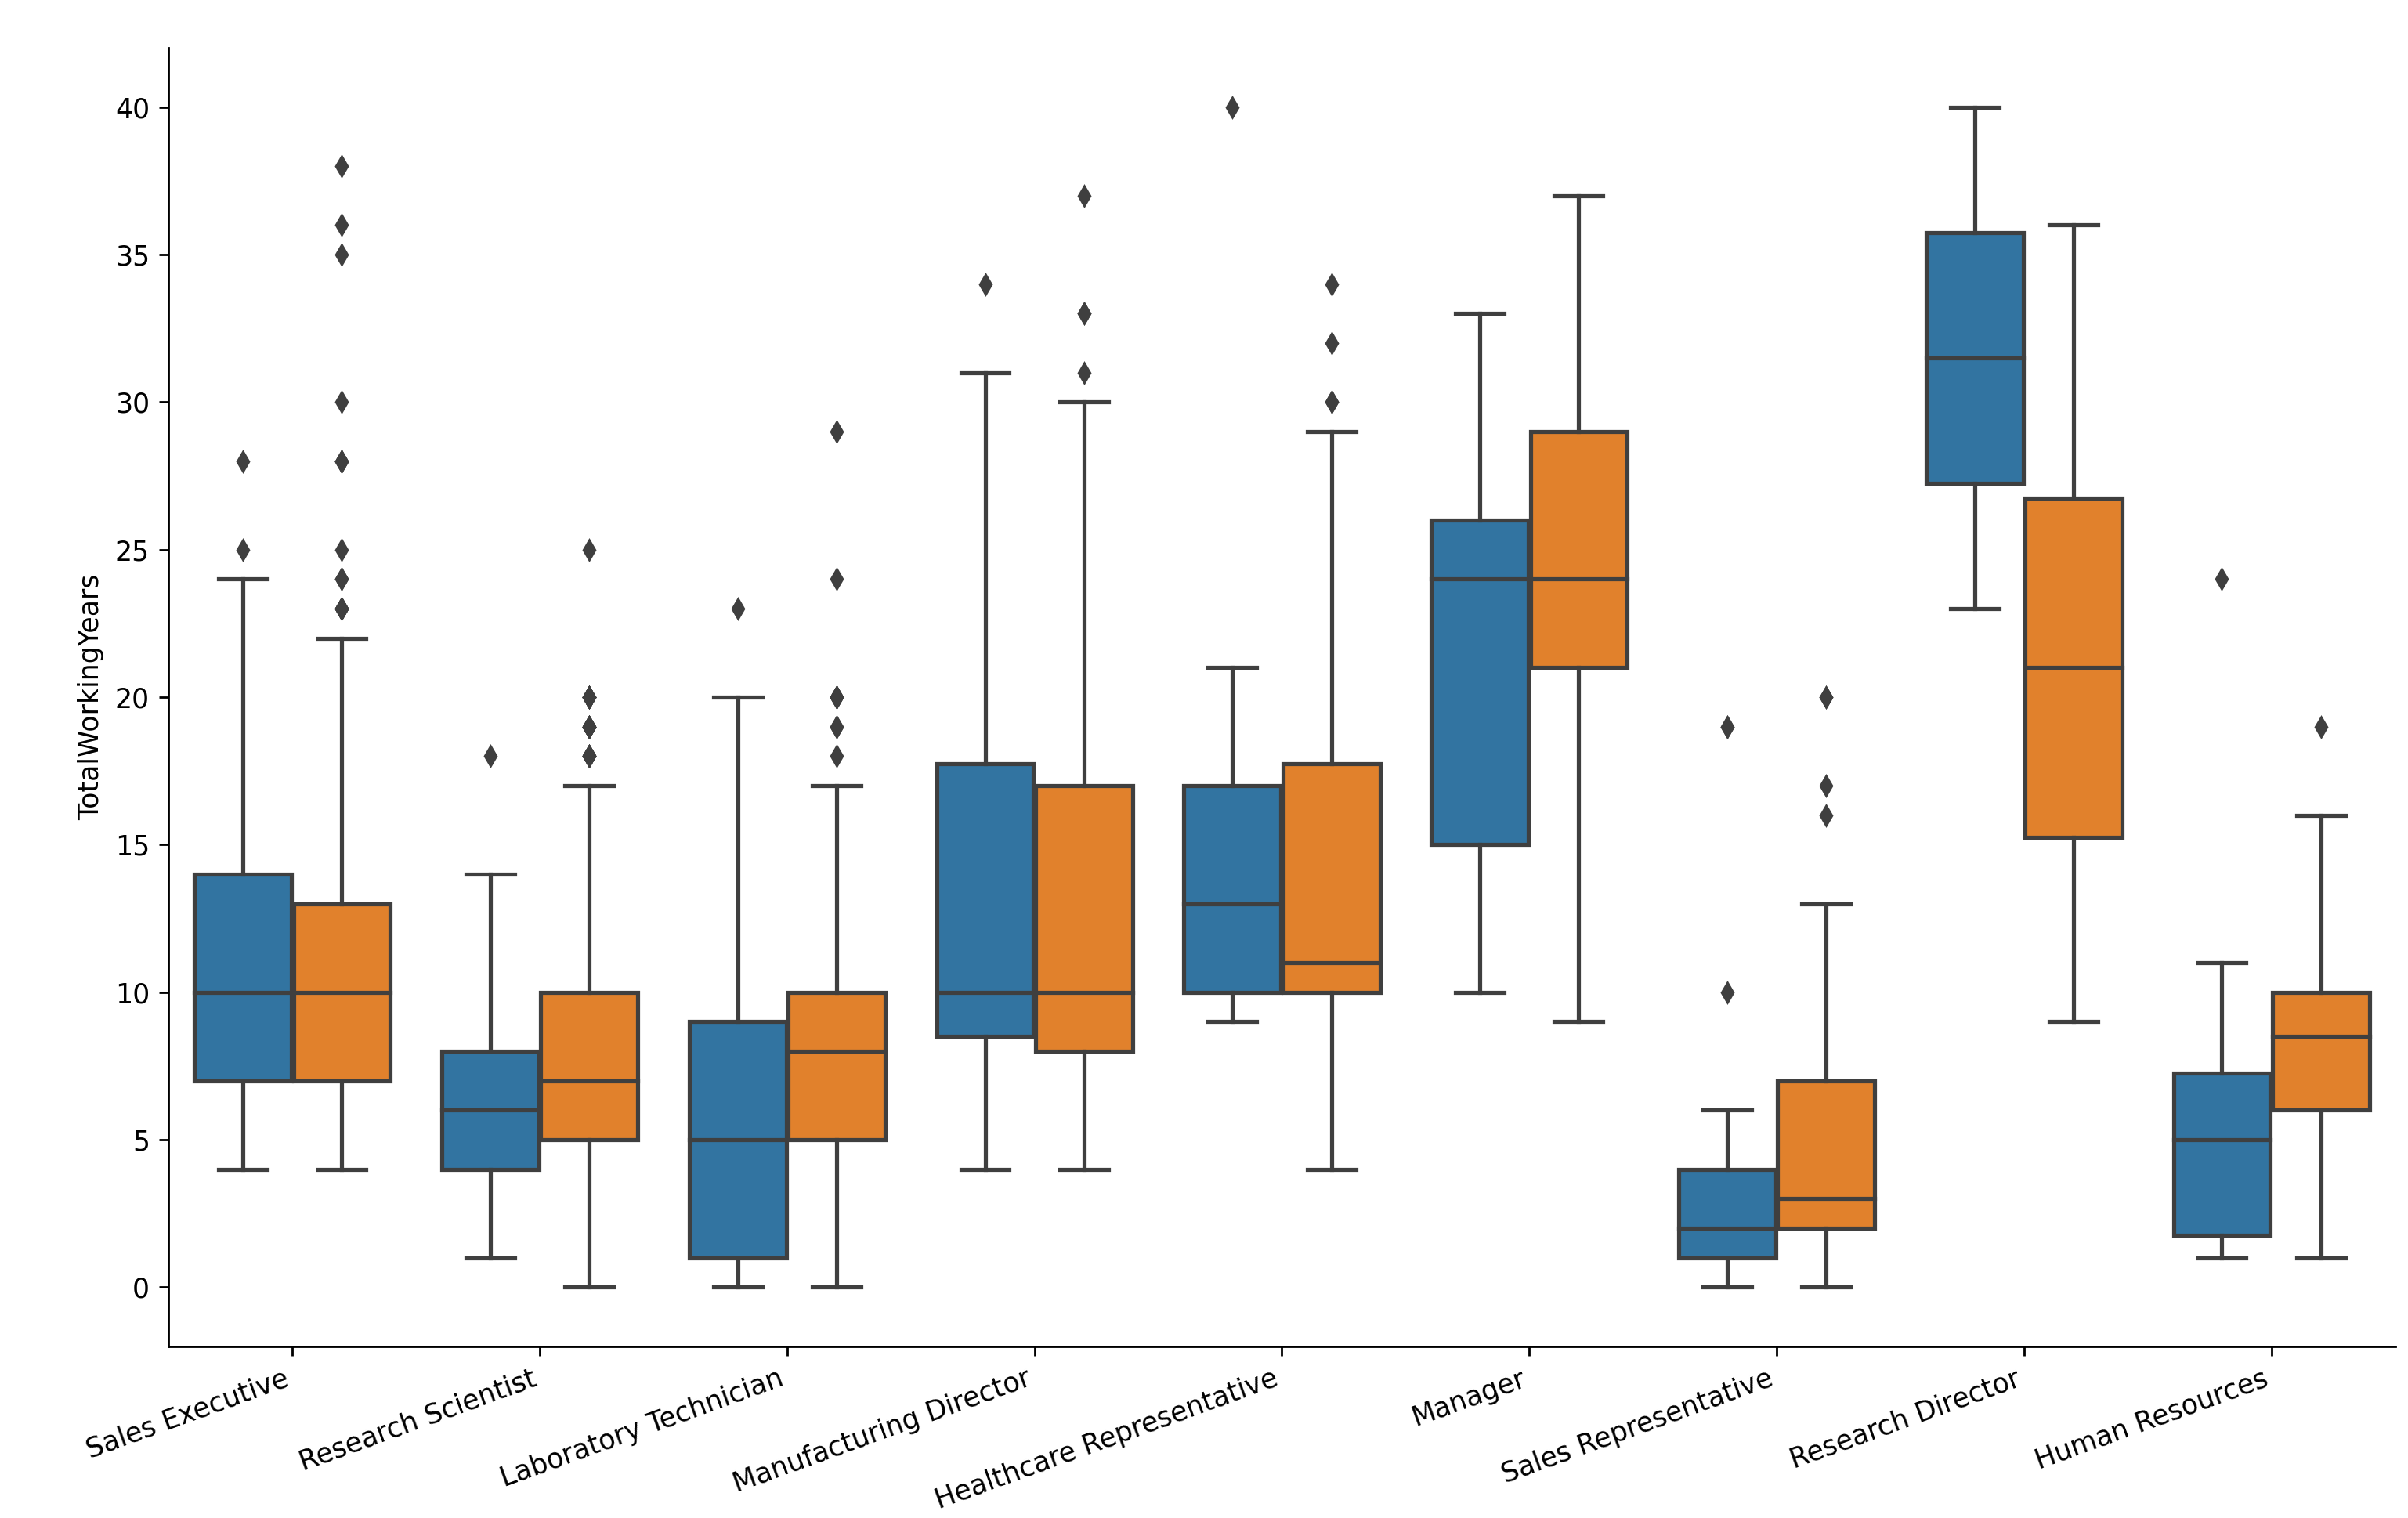 40
35
30
25
20
15
10
5
0
TotalWorkingYears
Sales Executive
Research Scientist
Laboratory Technician
Manufacturing Director
Healthcare Representative
Manager
Sales Representative
Research Director
Human Resources